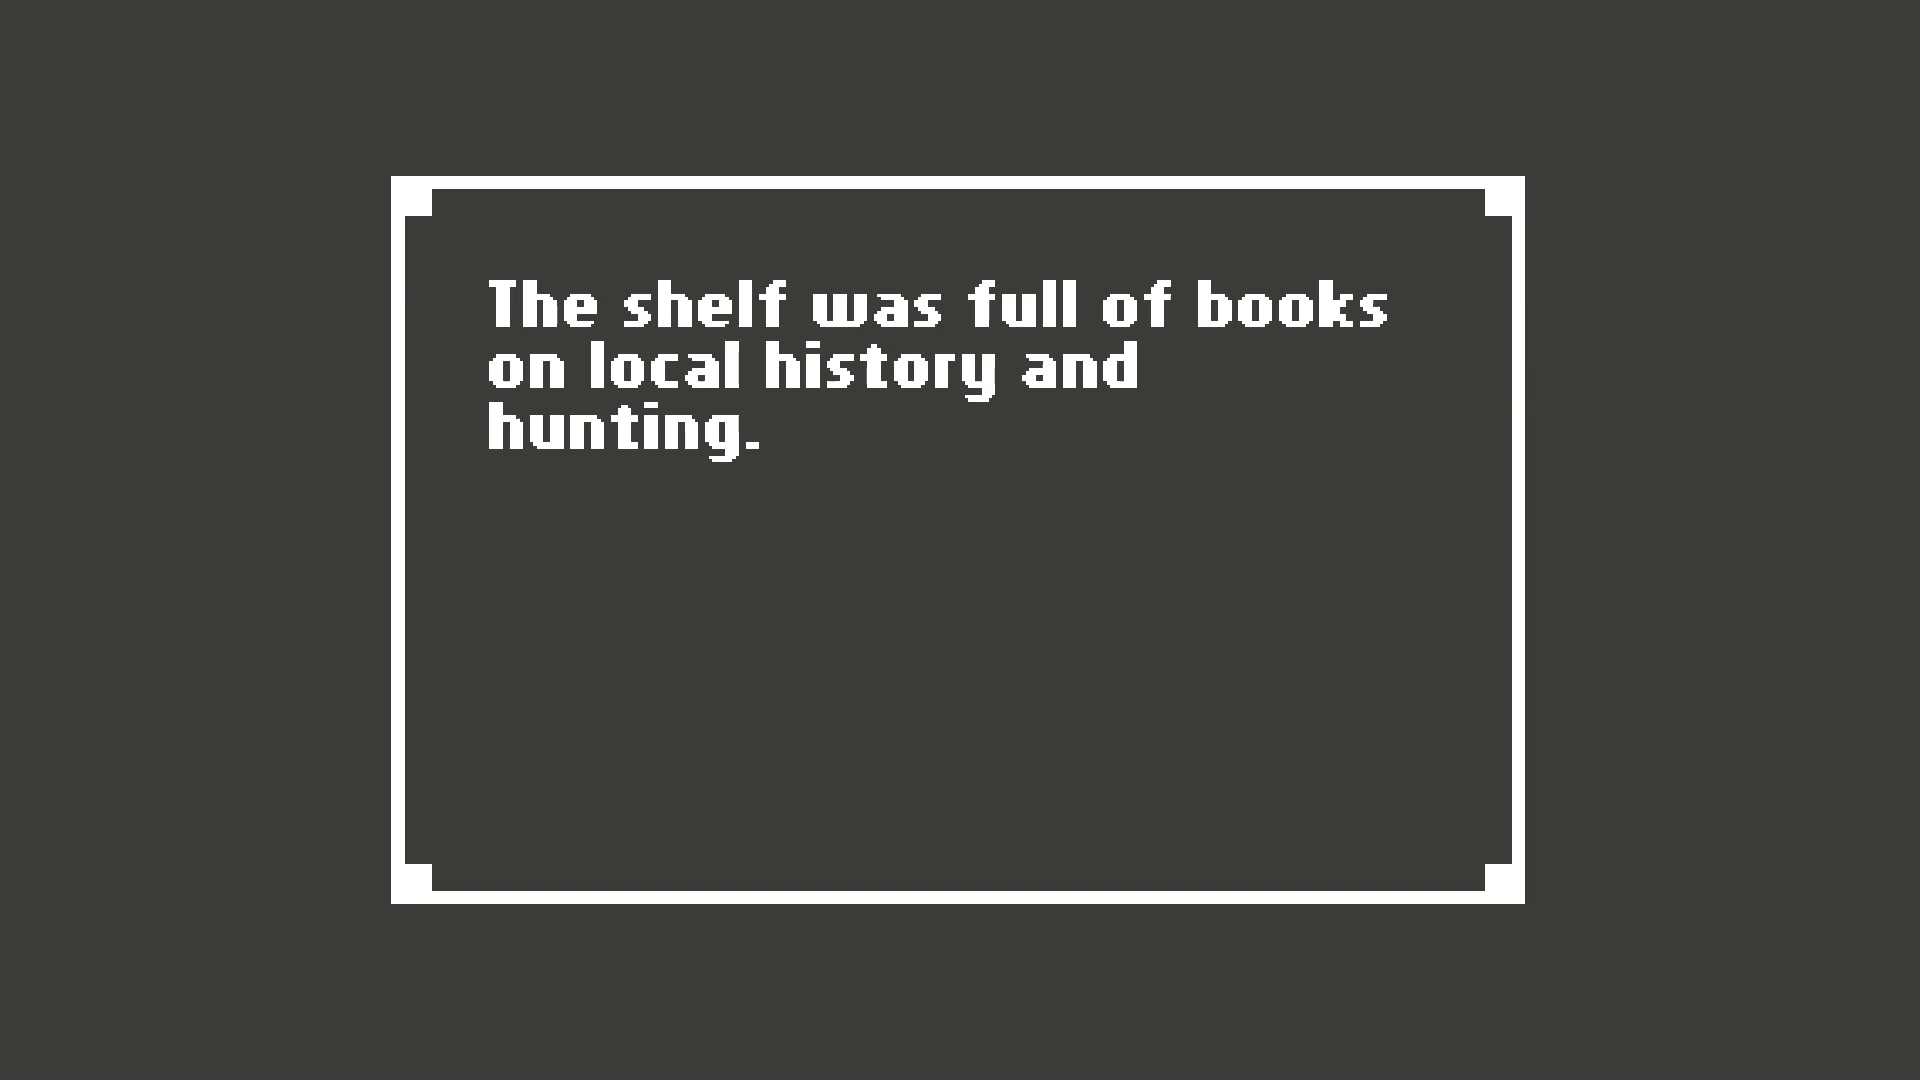 The shelf was full of books
on local history and
hunting.